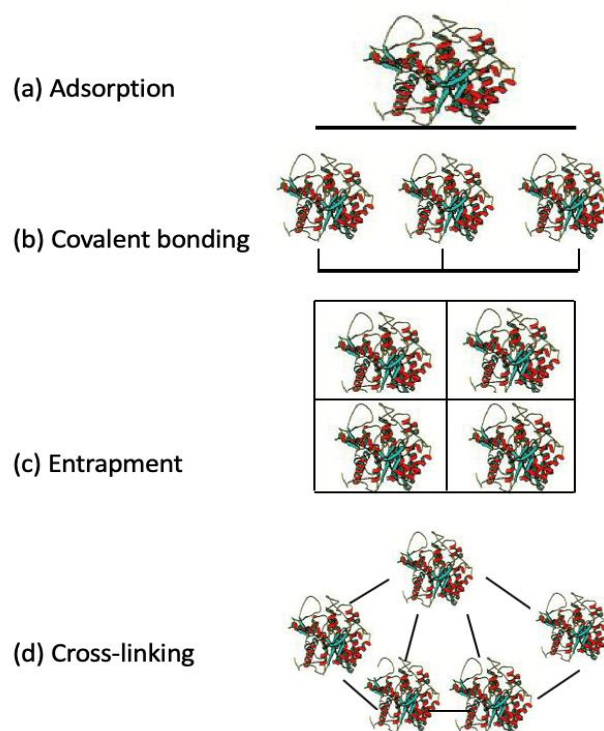 (a) Adsorption
(b) Covalent bonding
(c) Entrapment
(d) Cross-linking